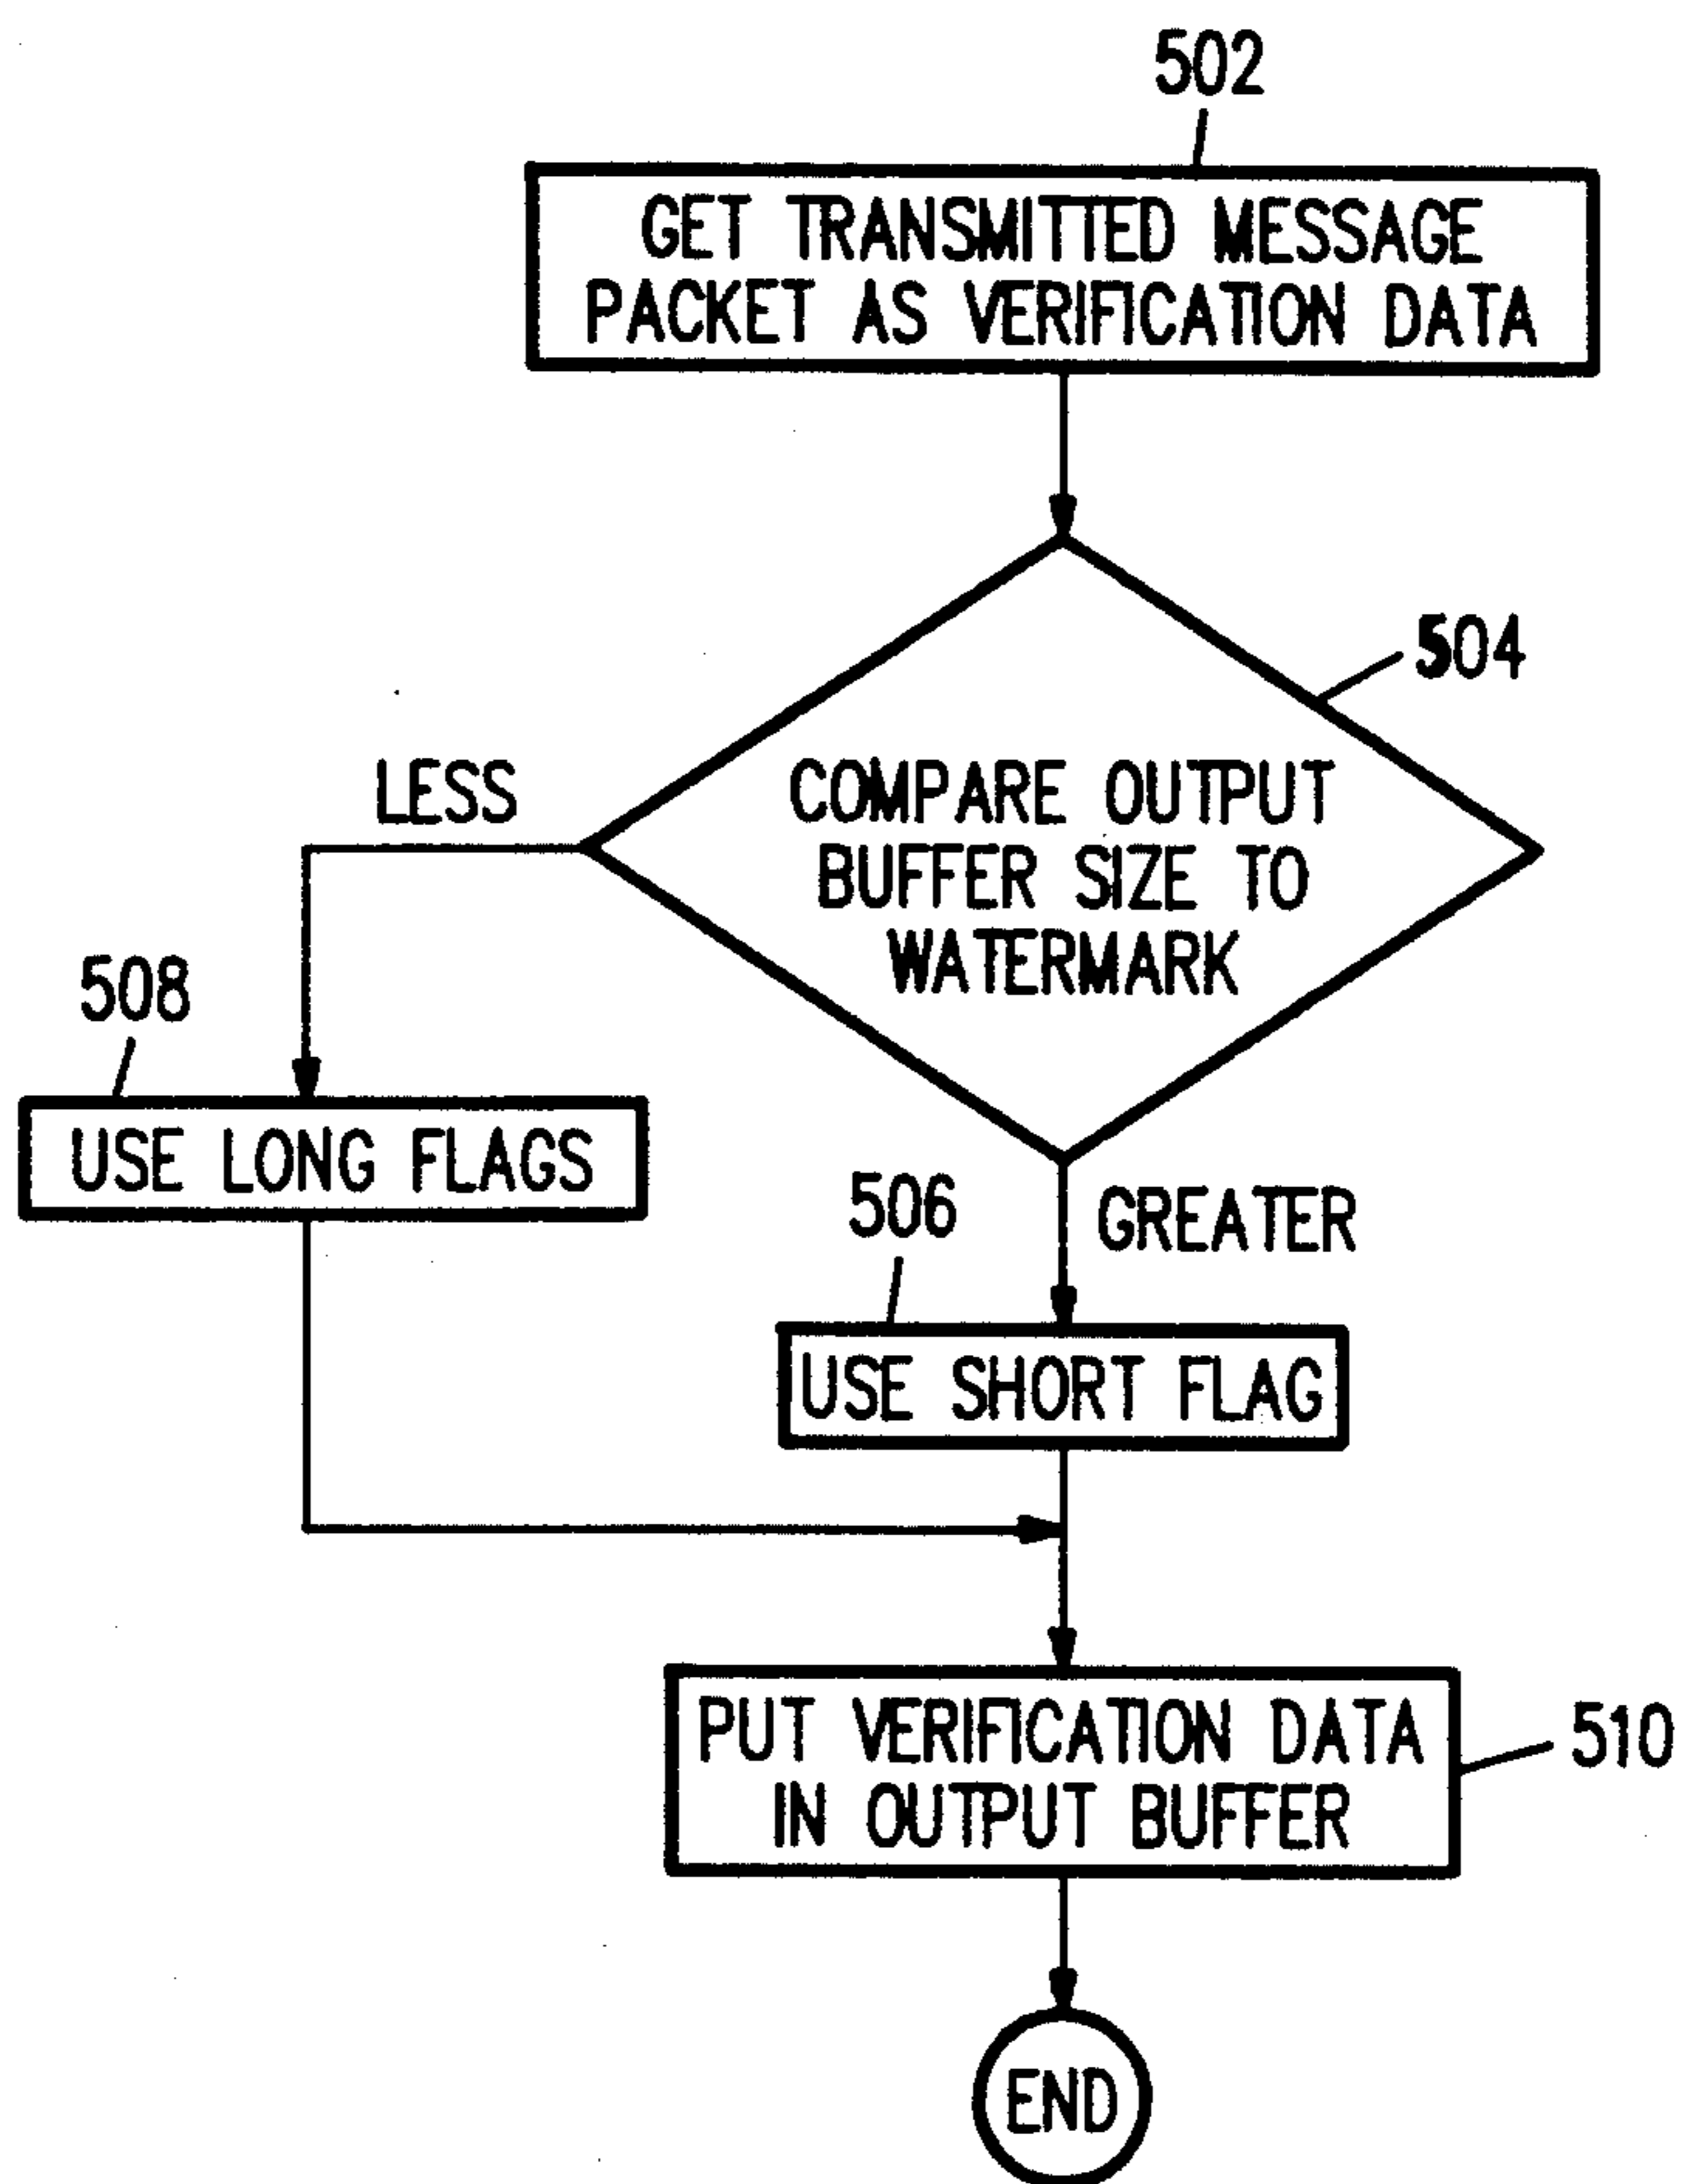 502
GET TRANSMITTED MESSAGE
PACKET AS VERIFICATION DATA
504
COMPARE OUTPUT
BUFFER SIZE TO
WATERMARK
LESS
508
USE LONG FLAGS
GREATER
506
USE SHORT FLAG
PUT VERIFICATION DATA
IN OUTPUT BUFFER
510
END